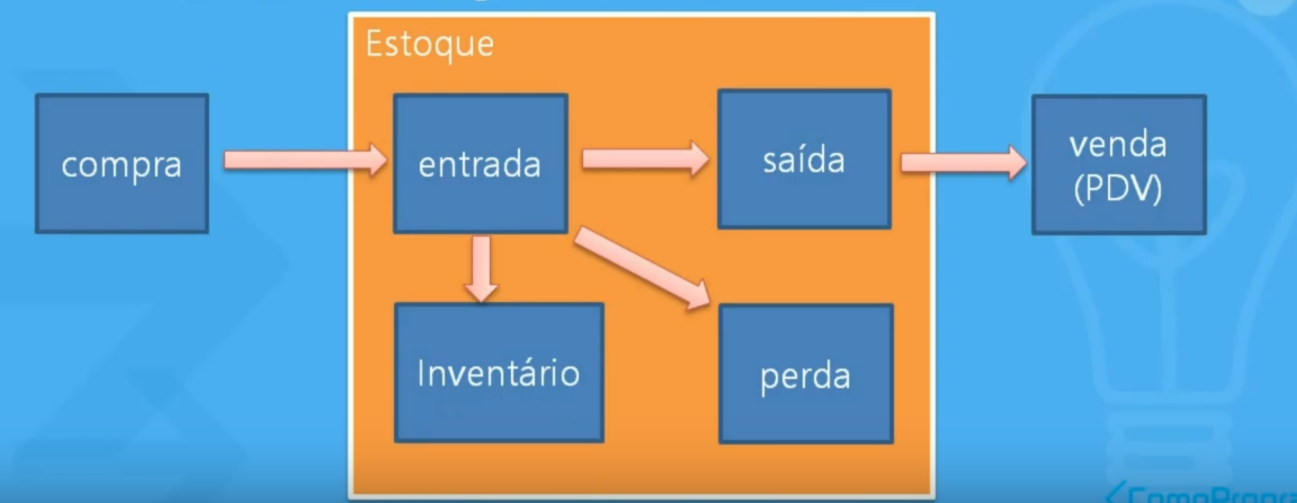 Estoque
compra
entrada
saída
venda
(PDV)
Inventário
perda